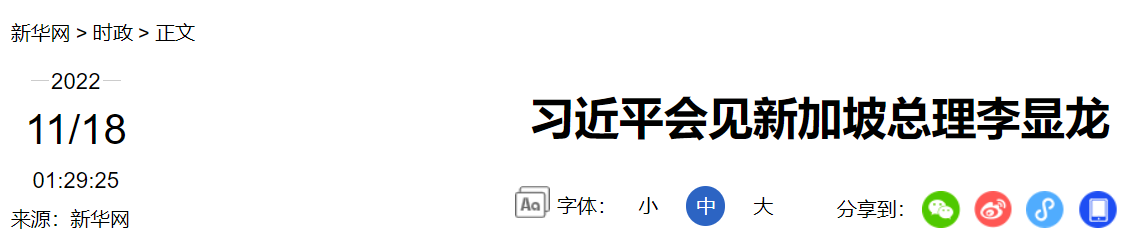 新华网 > 时政 > 正文
2022
11/18
01:29:25
来源：新华网
习近平会见新加坡总理李显龙
Aa 字体： 小 中 大 分享到：